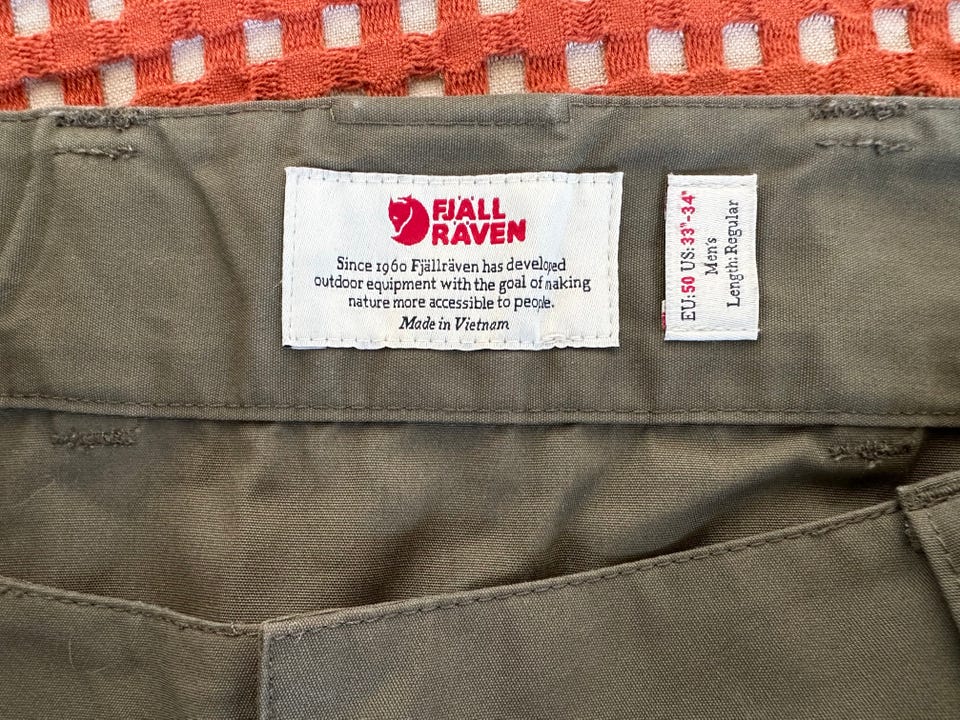 FJÄLL
RÄVEN
Since 1960 Fjällräven has developed
outdoor equipment with the goal of making
nature more accessible to people.
Made in Vietnam
EU:50 US:33"-34"
Men's
Length: Regular